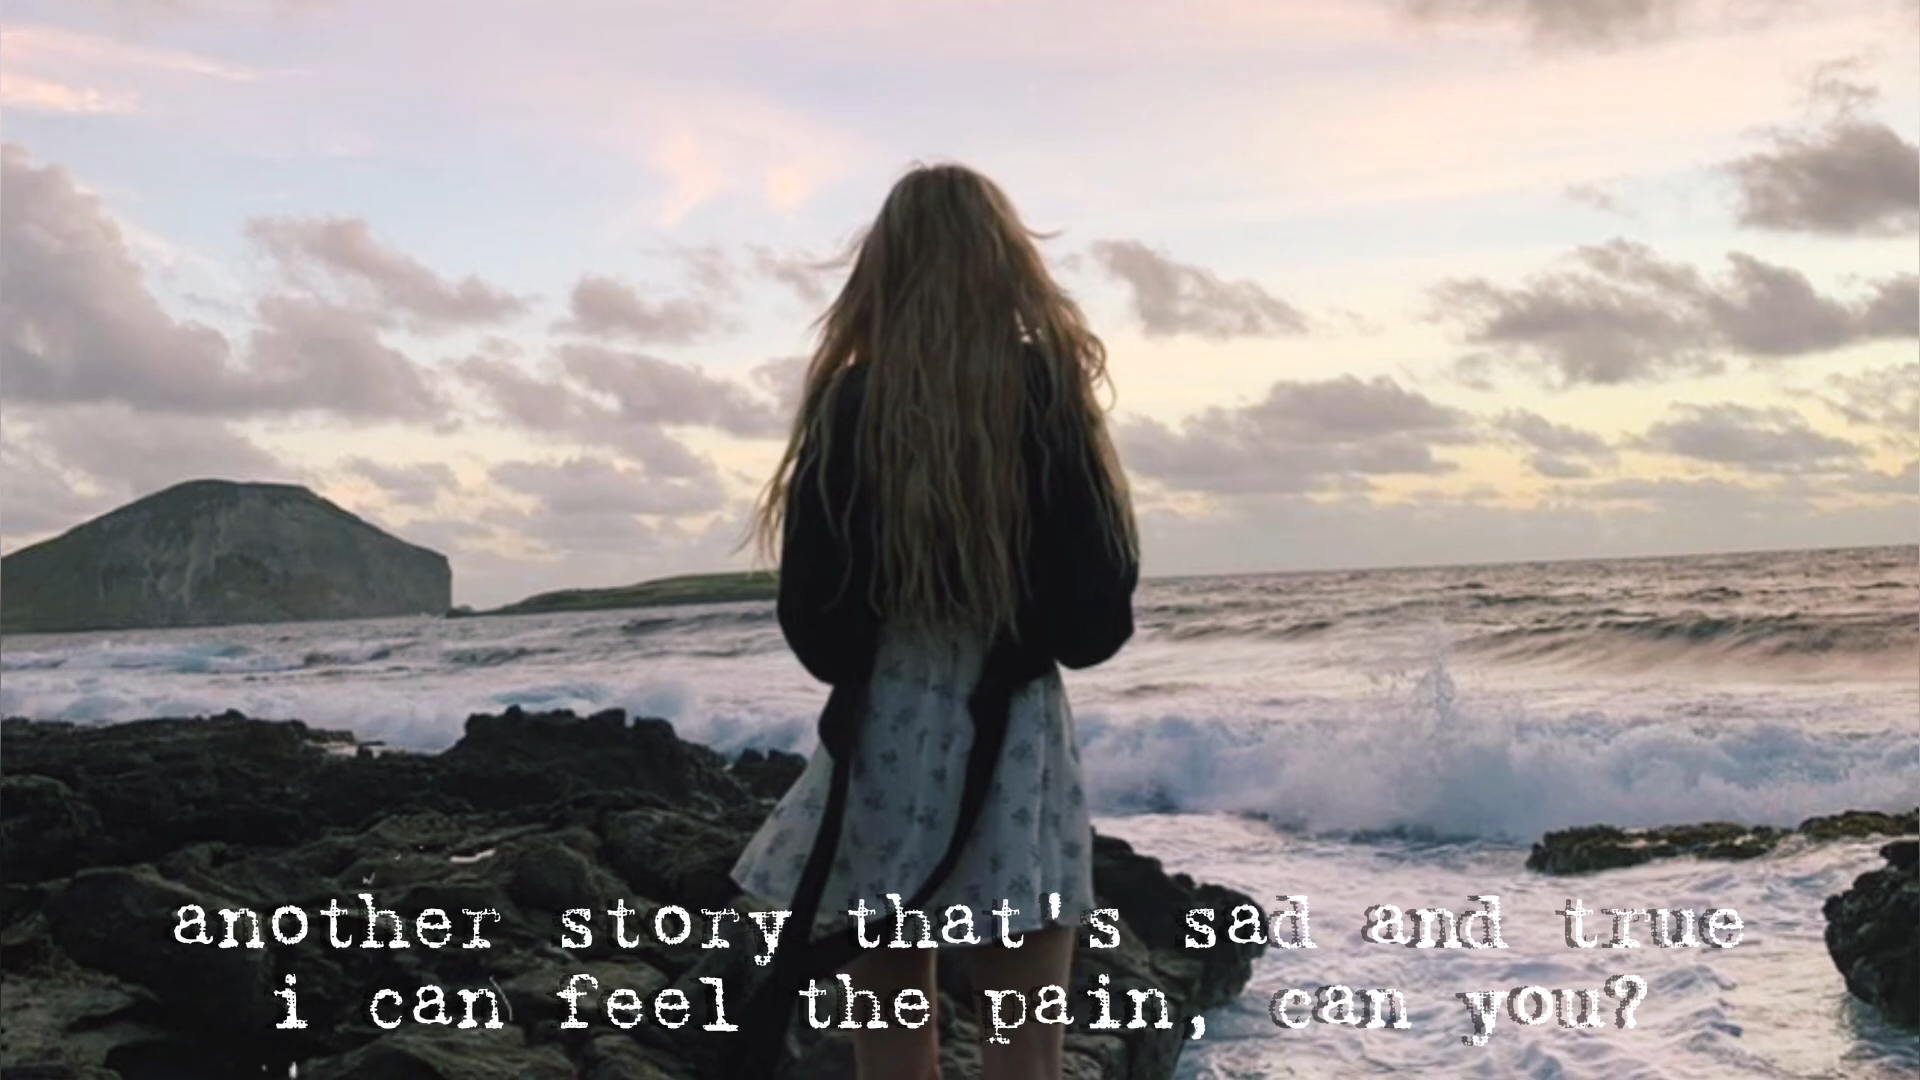 another story that's sad and true
i can feel the pain, can you?